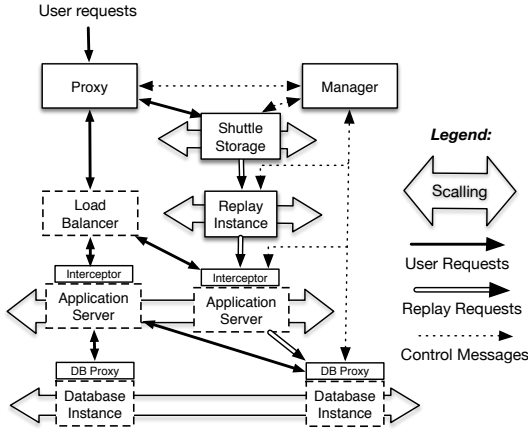 User requests
Proxy
Manager
Shuttle
Storage
Legend:
Scalling
Load
Balancer
Replay
Instance
User Requests
Interceptor
Interceptor
Application
Server
Application
Server
Replay Requests
Control Messages
DB Proxy
DB Proxy
Database
Instance
Database
Instance